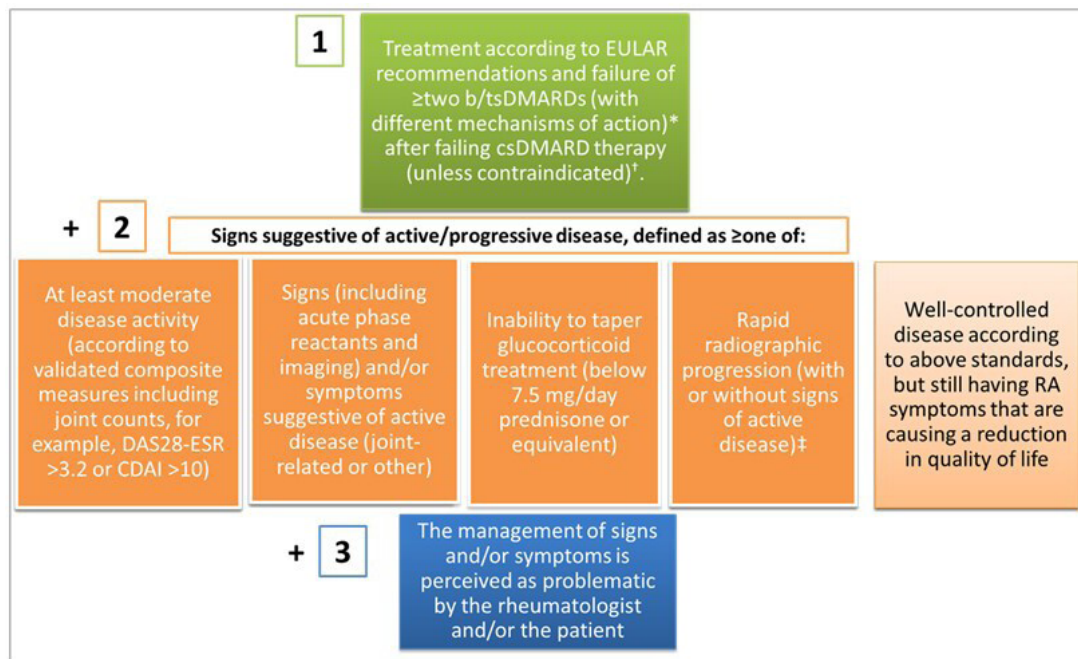 1
Treatment according to EULAR
recommendations and failure of
≥two b/tsDMARDs (with
different mechanisms of action)*
after failing csDMARD therapy
(unless contraindicated)†.
+ 2
Signs suggestive of active/progressive disease, defined as ≥one of:
At least moderate
disease activity
(according to
validated composite
measures including
joint counts, for
example, DAS28-ESR
>3.2 or CDAI >10)
Signs (including
acute phase
reactants and
imaging) and/or
symptoms
suggestive of active
disease (joint-
related or other)
Inability to taper
glucocorticoid
treatment (below
7.5 mg/day
prednisone or
equivalent)
Rapid
radiographic
progression (with
or without signs
of active
disease)‡
Well-controlled
disease according
to above standards,
but still having RA
symptoms that are
causing a reduction
in quality of life
+ 3
The management of signs
and/or symptoms is
perceived as problematic
by the rheumatologist
and/or the patient